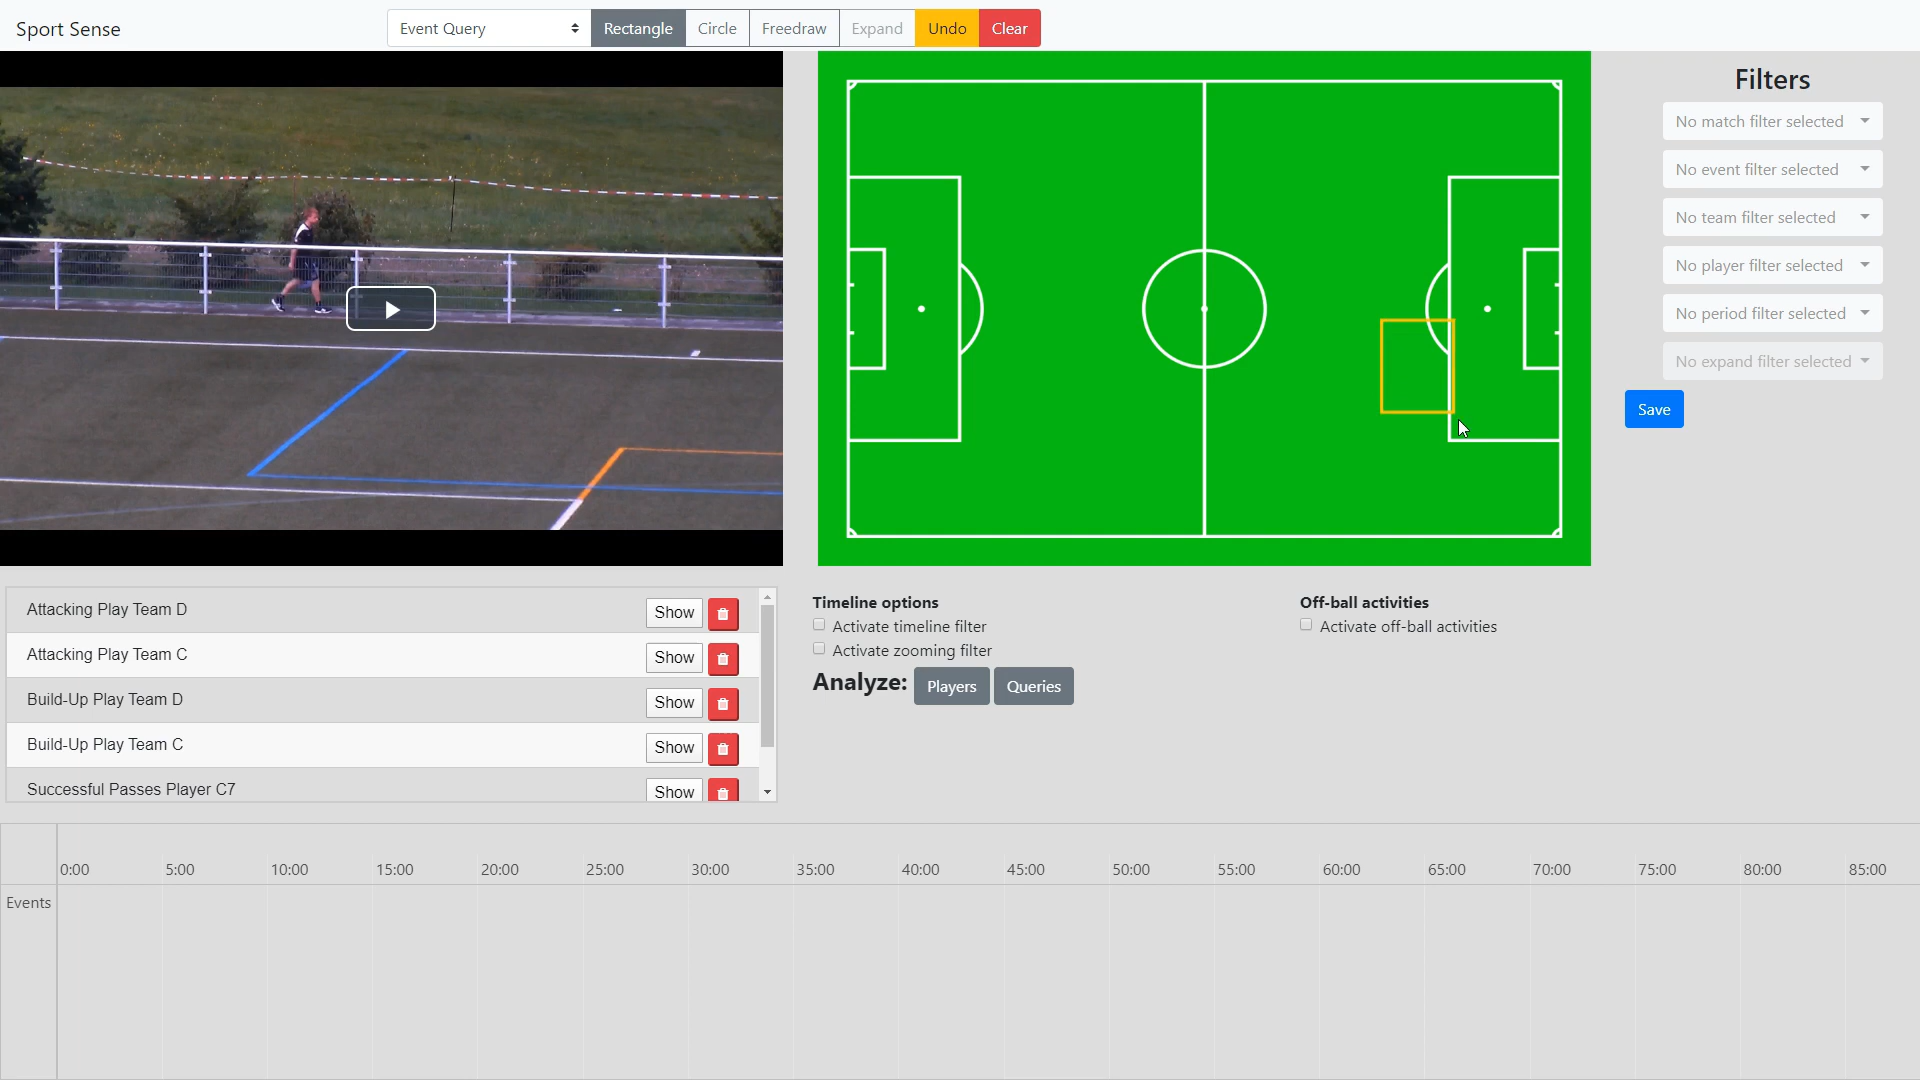 Sport Sense
Event Query
Rectangle
Circle
Freedraw
Expand
Undo
Clear
Filters
No match filter selected
No event filter selected
No team filter selected
No player filter selected
No period filter selected
No expand filter selected
Save
Attacking Play Team D
Show
Attacking Play Team C
Show
Build-Up Play Team D
Show
Build-Up Play Team C
Show
Successful Passes Player C7
Show
Timeline options
Activate timeline filter
Activate zooming filter
Analyze: Players Queries
Off-ball activities
Activate off-ball activities
0:00 5:00 10:00 15:00 20:00 25:00 30:00 35:00 40:00 45:00 50:00 55:00 60:00 65:00 70:00 75:00 80:00 85:00
Events